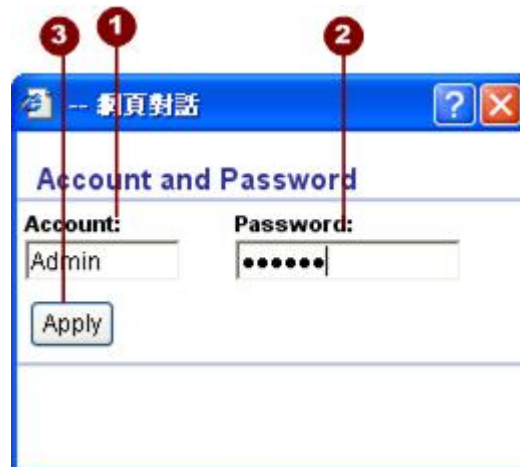 3 1 2
-- 網頁對話
Account and Password
Account: Password:
Admin ●●●●●●
Apply